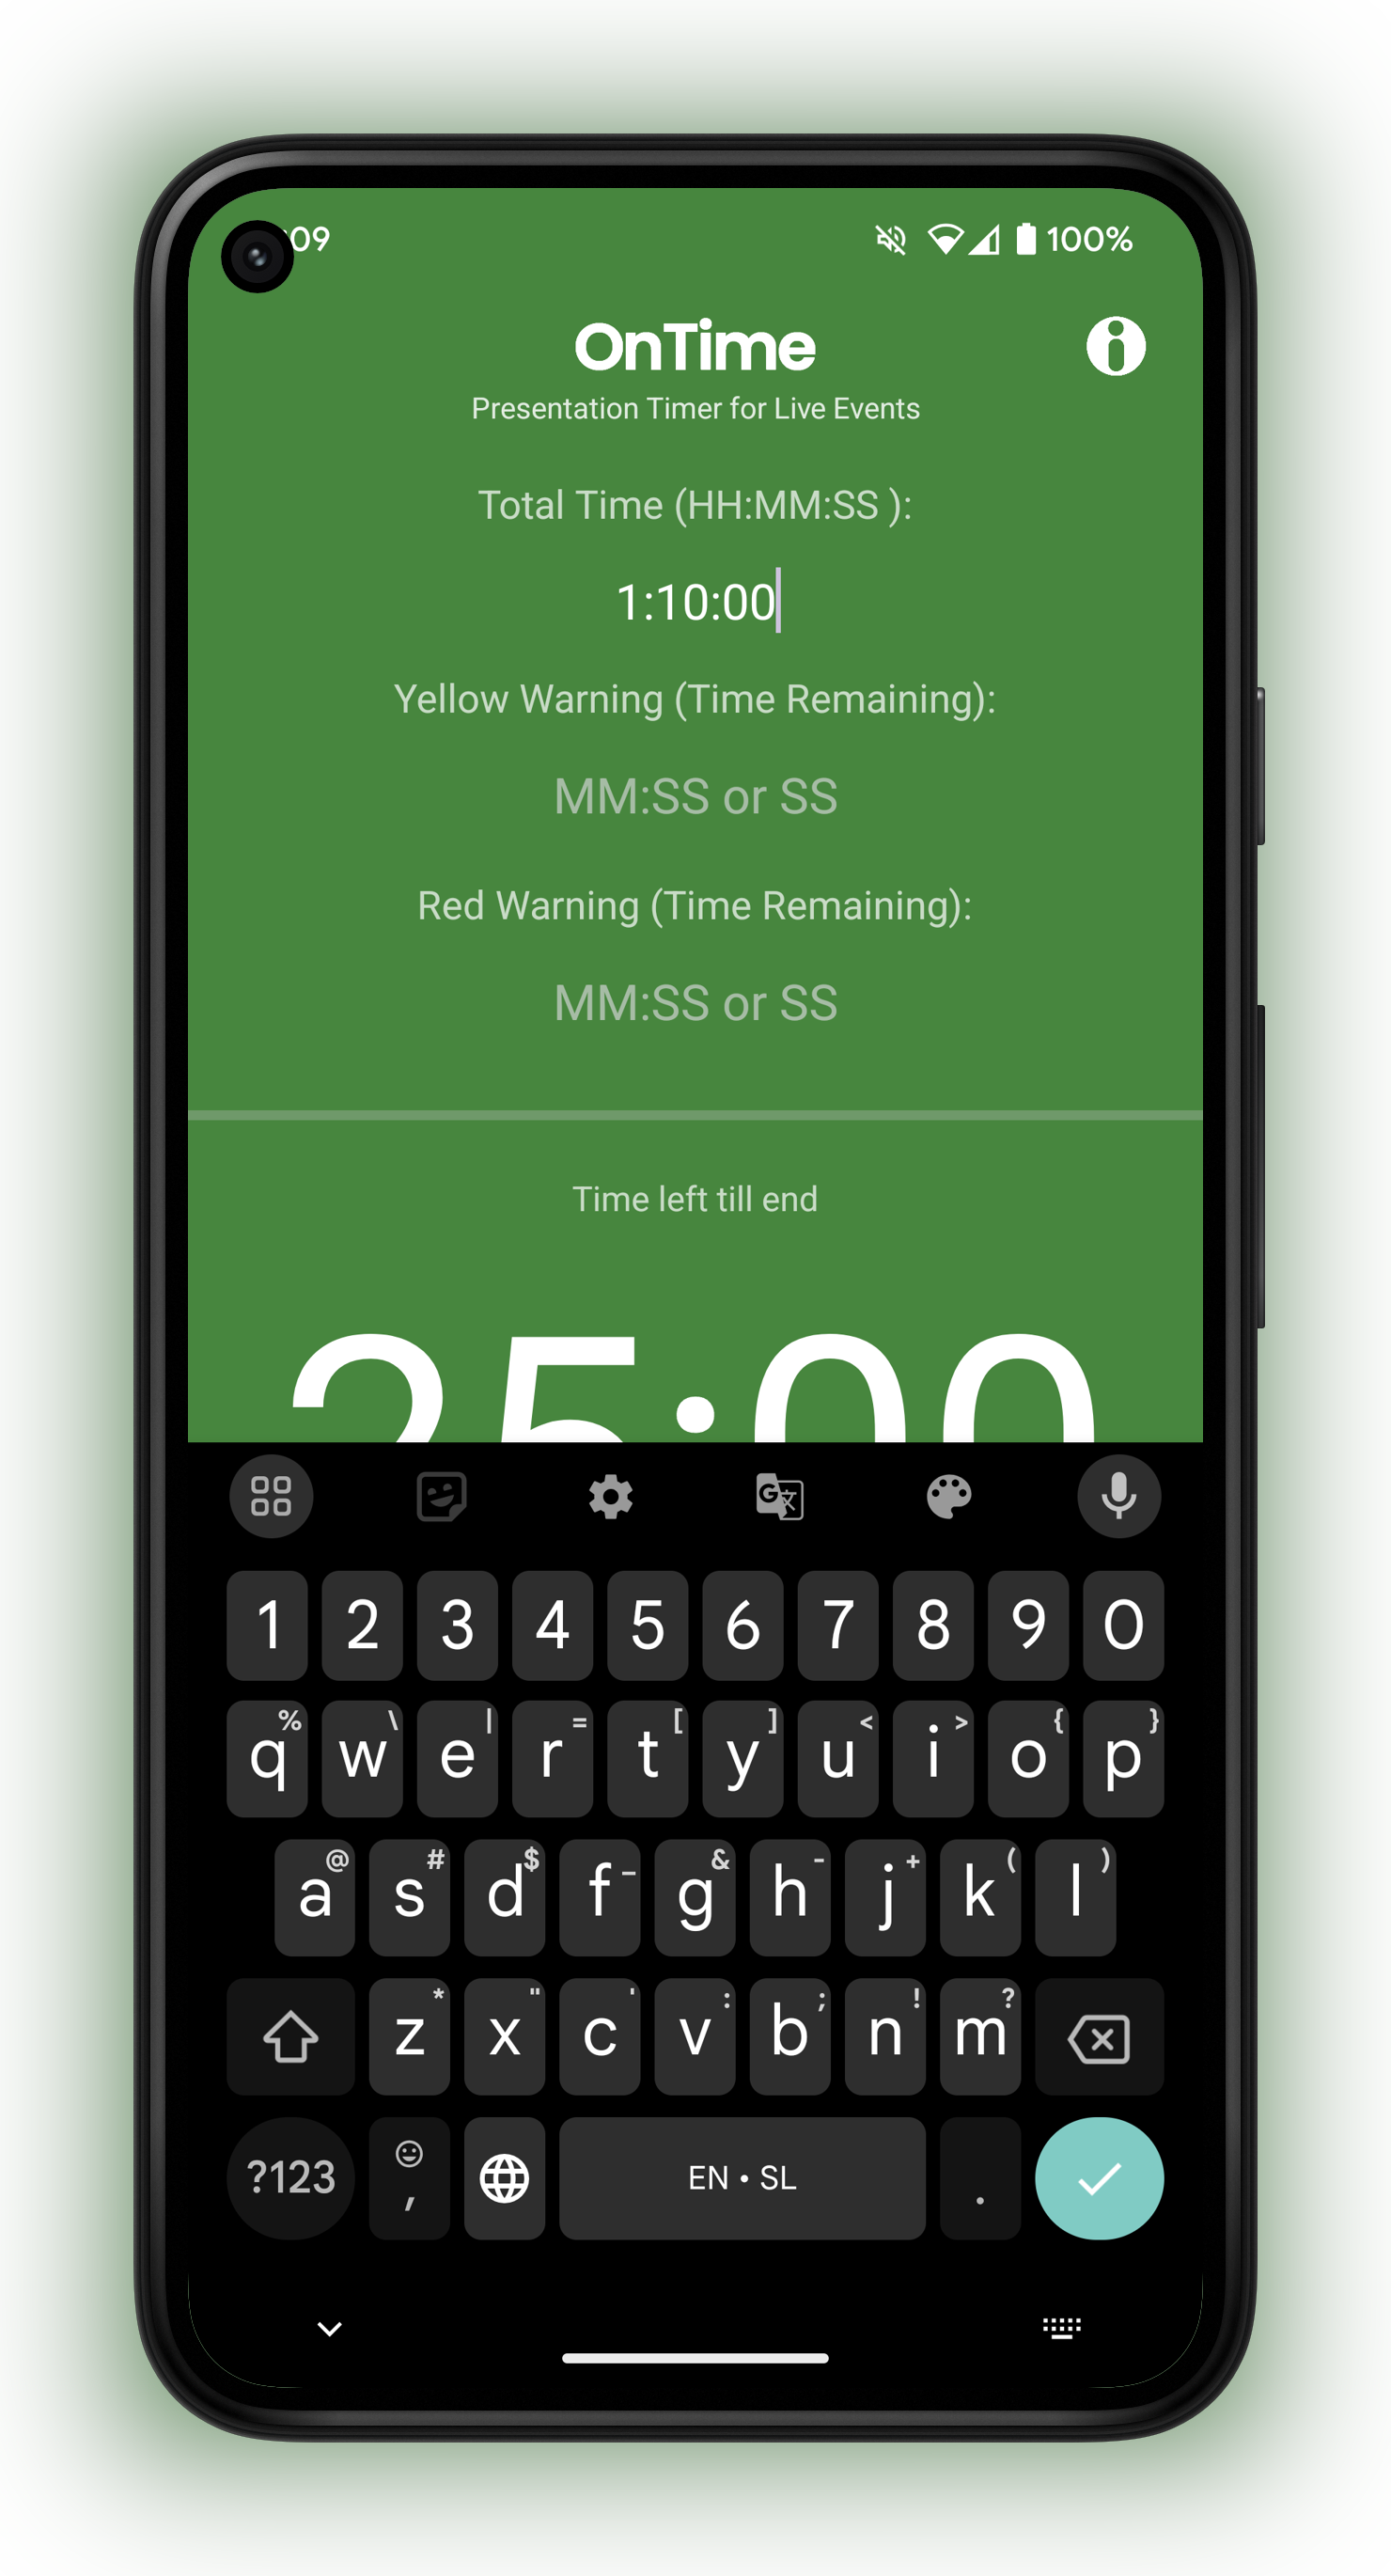 :09 100%
OnTime
Presentation Timer for Live Events
Total Time (HH:MM:SS ):
1:10:00
Yellow Warning (Time Remaining):
MM:SS or SS
Red Warning (Time Remaining):
MM:SS or SS
Time left till end
25:00
1 2 3 4 5 6 7 8 9 0
% \ | = [ ] < > { }
q w e r t y u i o p
@ # $ _ & - + ( )
a s d f g h j k l
* " ' : ; ! ?
z x c v b n m
?123 , EN • SL .